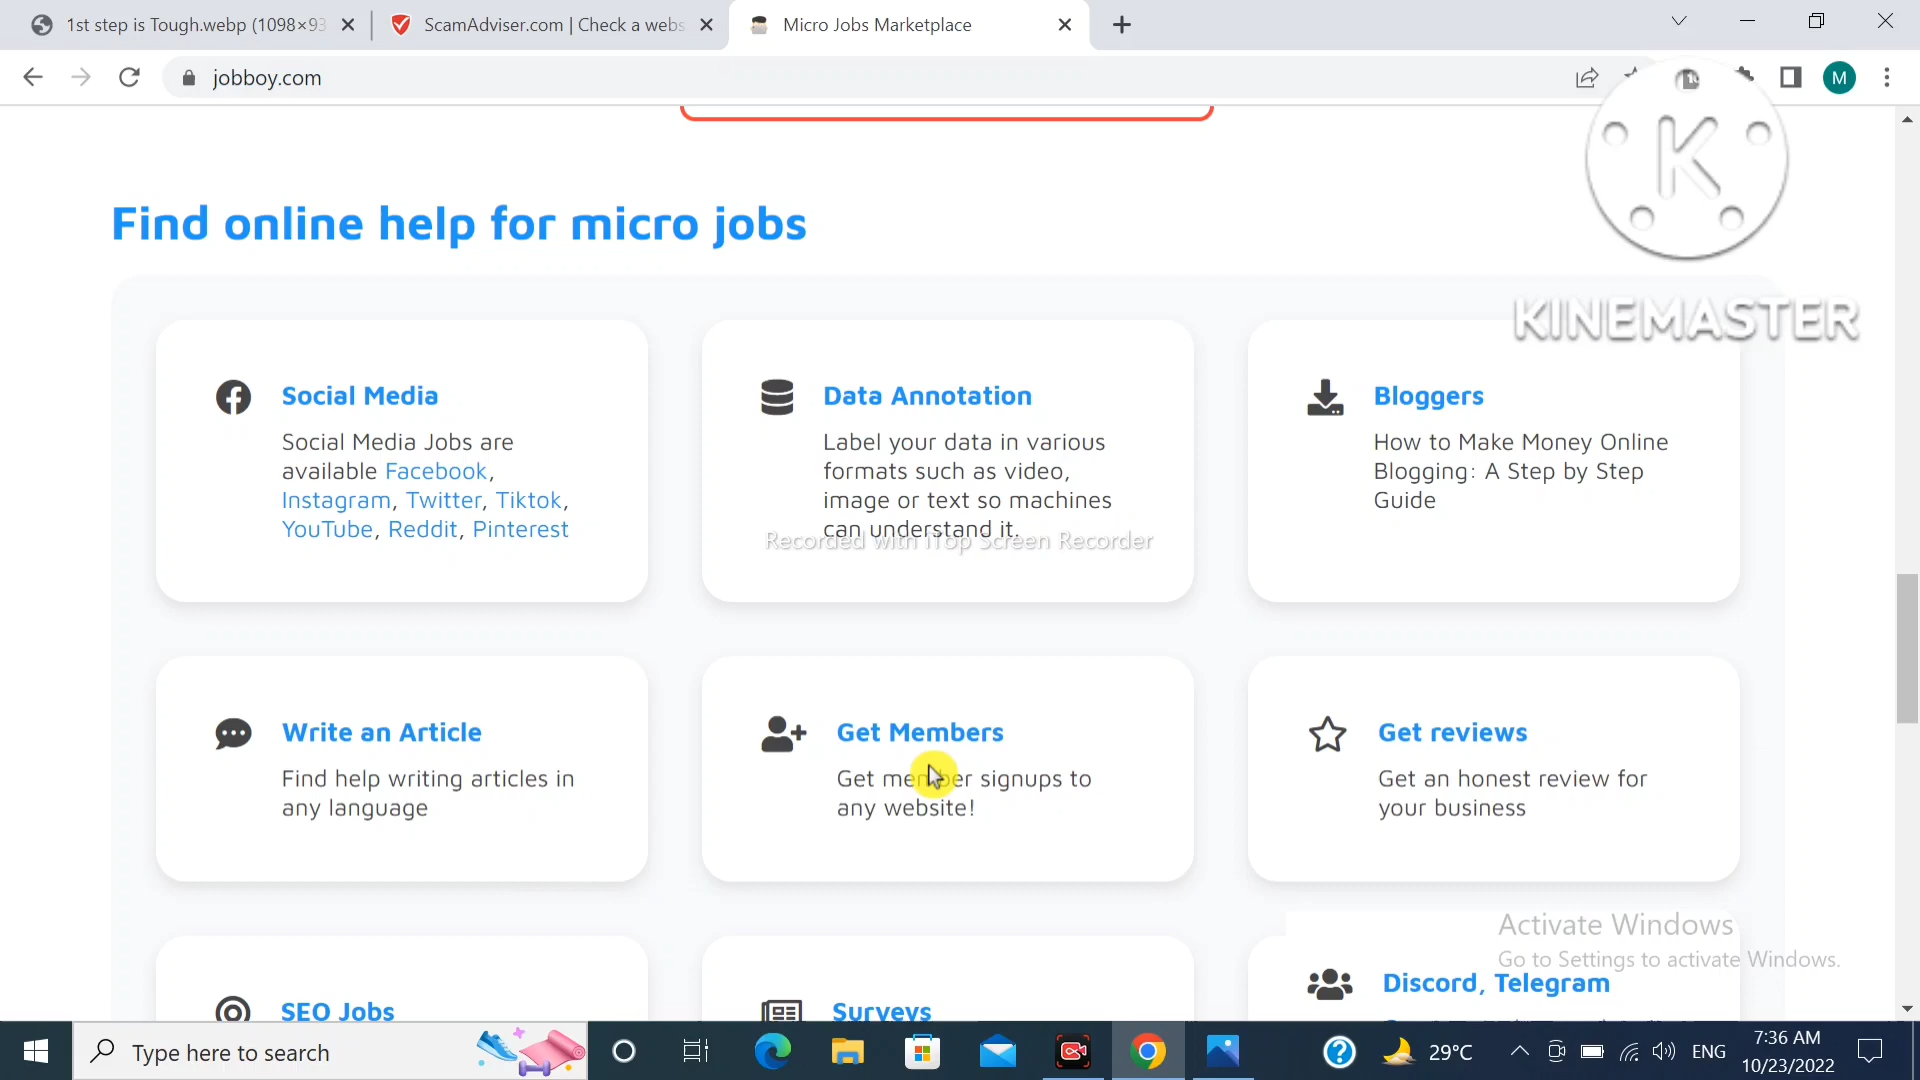 1st step is Tough.webp (1098×93
ScamAdviser.com | Check a webs
Micro Jobs Marketplace
jobboy.com
M
K
KINEMASTER
Find online help for micro jobs
Social Media
Social Media Jobs are
available Facebook,
Instagram, Twitter, Tiktok,
YouTube, Reddit, Pinterest
Data Annotation
Label your data in various
formats such as video,
image or text so machines
can understand it.
Recorded with iTop Screen Recorder
Bloggers
How to Make Money Online
Blogging: A Step by Step
Guide
Write an Article
Find help writing articles in
any language
Get Members
Get member signups to
any website!
Get reviews
Get an honest review for
your business
Activate Windows
Go to Settings to activate Windows.
SEO Jobs
Surveys
Discord, Telegram
Type here to search
29°C
ENG
7:36 AM
10/23/2022